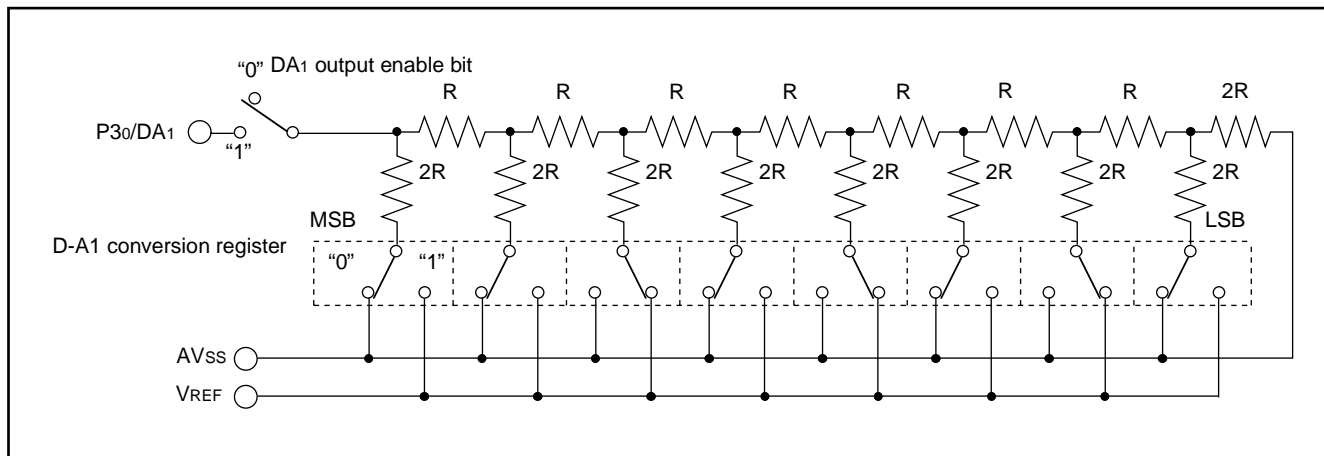 “0” DA1 output enable bit
R R R R R R R 2R
P30/DA1
“1”
2R 2R 2R 2R 2R 2R 2R 2R
MSB LSB
D-A1 conversion register
“0” “1”
AVSS
VREF